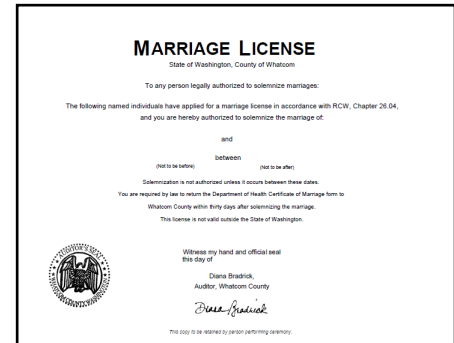 MARRIAGE LICENSE
State of Washington, County of Whatcom
To any person legally authorized to solemnize marriages:
The following named individuals have applied for a marriage license in accordance with RCW, Chapter 26.04,
and you are hereby authorized to solemnize the marriage of:
and
between
(Not to be before) (Not to be after)
Solemnization is not authorized unless it occurs between these dates.
You are required by law to return the Department of Health Certificate of Marriage form to
Whatcom County within thirty days after solemnizing the marriage.
This license is not valid outside the State of Washington.
AUDITOR'S SEAL
WHATCOM COUNTY WASHINGTON
Witness my hand and official seal
this day of
Diana Bradrick,
Auditor, Whatcom County
Diana Bradrick
This copy to be retained by person performing ceremony.